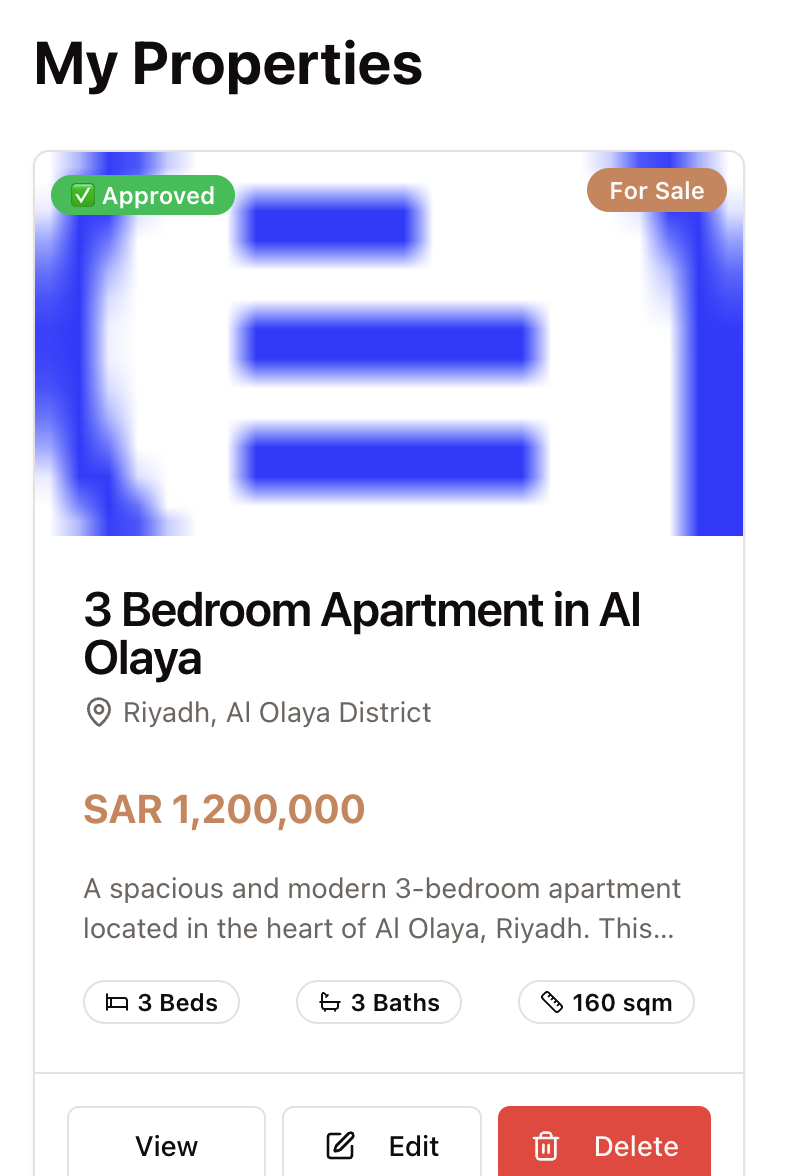 My Properties
✅ Approved
For Sale
3 Bedroom Apartment in Al
Olaya
Riyadh, Al Olaya District
SAR 1,200,000
A spacious and modern 3-bedroom apartment
located in the heart of Al Olaya, Riyadh. This...
3 Beds
3 Baths
160 sqm
View
Edit
Delete